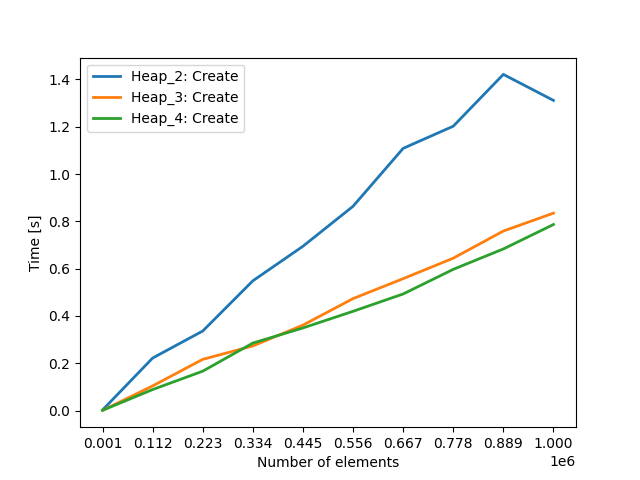 Heap_2: Create
Heap_3: Create
Heap_4: Create
Time [s]
1.4
1.2
1.0
0.8
0.6
0.4
0.2
0.0
0.001 0.112 0.223 0.334 0.445 0.556 0.667 0.778 0.889 1.000
1e6
Number of elements